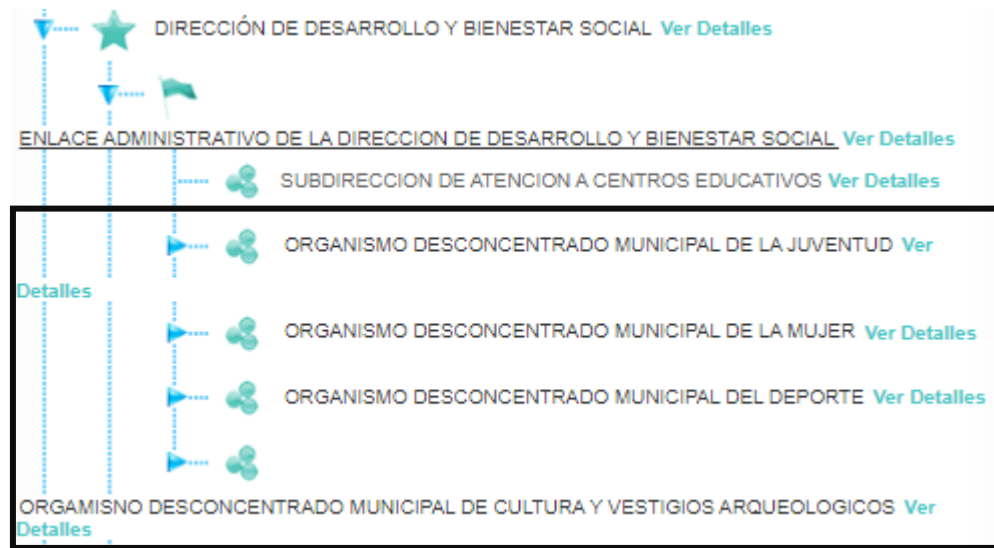 DIRECCIÓN DE DESARROLLO Y BIENESTAR SOCIAL Ver Detalles
ENLACE ADMINISTRATIVO DE LA DIRECCION DE DESARROLLO Y BIENESTAR SOCIAL Ver Detalles
SUBDIRECCION DE ATENCION A CENTROS EDUCATIVOS Ver Detalles
ORGANISMO DESCONCENTRADO MUNICIPAL DE LA JUVENTUD Ver
Detalles
ORGANISMO DESCONCENTRADO MUNICIPAL DE LA MUJER Ver Detalles
ORGANISMO DESCONCENTRADO MUNICIPAL DEL DEPORTE Ver Detalles
ORGAMISNO DESCONCENTRADO MUNICIPAL DE CULTURA Y VESTIGIOS ARQUEOLOGICOS Ver
Detalles